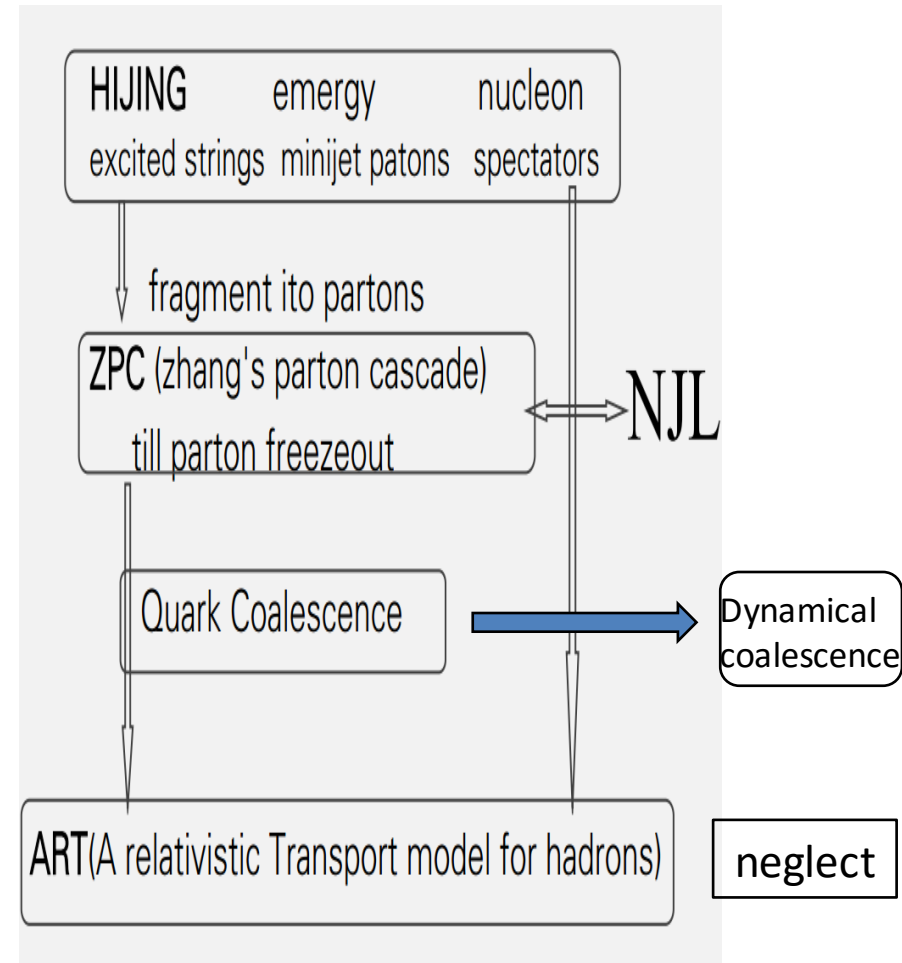 HIJING emergy nucleon
excited strings minijet patons spectators
fragment ito partons
ZPC (zhang's parton cascade)
till parton freezeout
NJL
Quark Coalescence
Dynamical
coalescence
ART(A relativistic Transport model for hadrons)
neglect